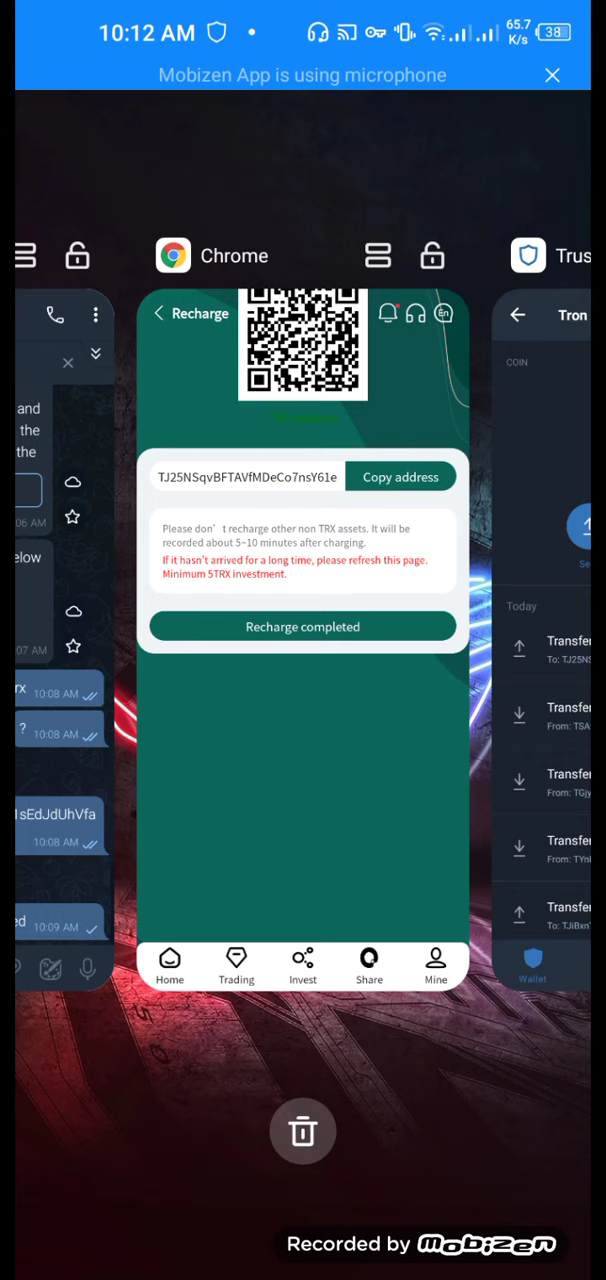 10:12 AM
65.7
K/s
38
Mobizen App is using microphone
Chrome
Trus
Recharge
En
Tron
COIN
and
the
the
06 AM
elow
07 AM
rx 10:08 AM
? 10:08 AM
1sEdJdUhVfa
10:08 AM
ed 10:09 AM
TJ25NSqvBFTAVfMDeCo7nsY61e
Copy address
Please don't recharge other non TRX assets. It will be
recorded about 5~10 minutes after charging.
If it hasn't arrived for a long time, please refresh this page.
Minimum 5TRX investment.
Recharge completed
Home
Trading
Invest
Share
Mine
Se
Today
Transfer
To: TJ25NS
Transfer
From: TSA
Transfer
From: TGjy
Transfer
From: TYn
Transfer
To: TJiBxn
Wallet
Recorded by Mobizen